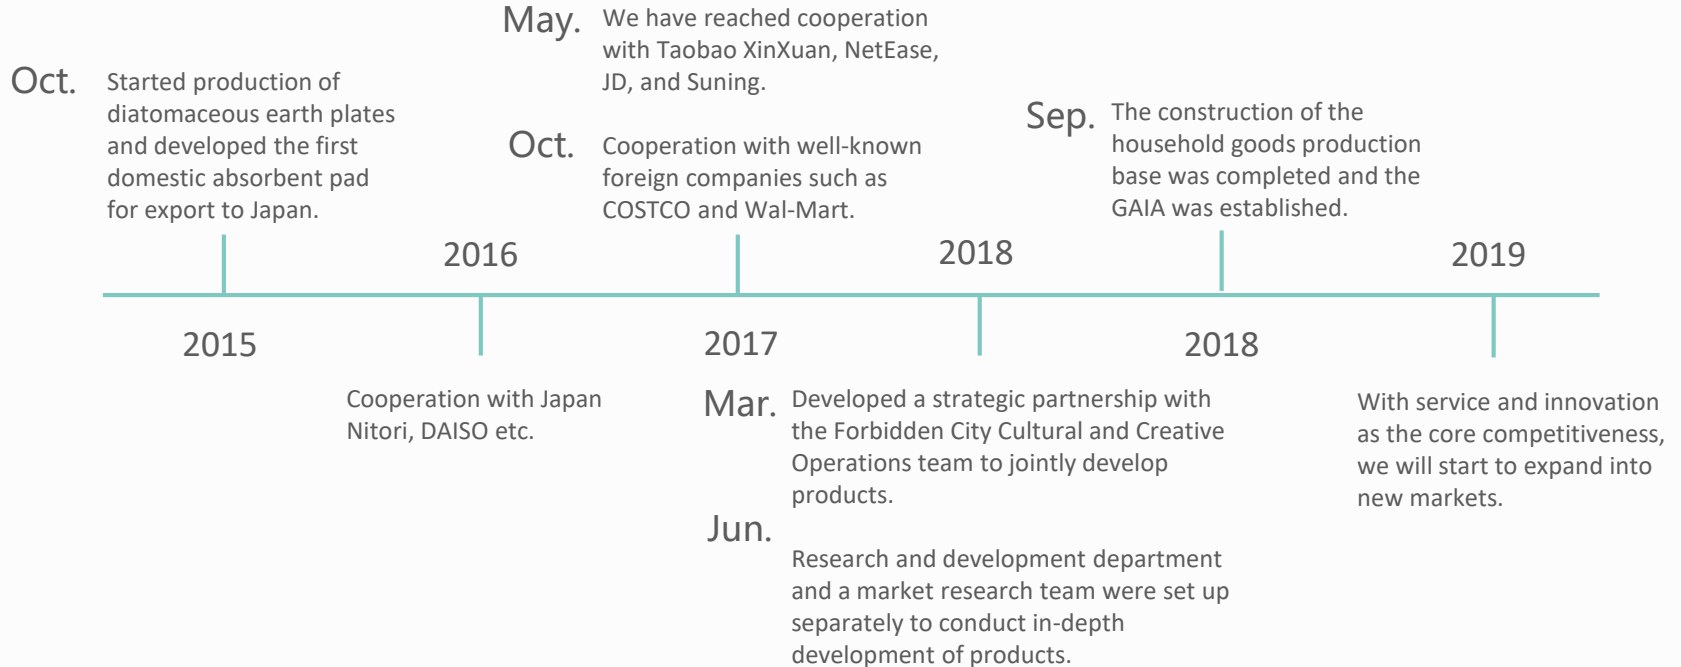 Oct.
Started production of
diatomaceous earth plates
and developed the first
domestic absorbent pad
for export to Japan.
2015
2016
Cooperation with Japan
Nitori, DAISO etc.
May.
We have reached cooperation
with Taobao XinXuan, NetEase,
JD, and Suning.
Oct.
Cooperation with well-known
foreign companies such as
COSTCO and Wal-Mart.
2017
2018
Mar.
Developed a strategic partnership with
the Forbidden City Cultural and Creative
Operations team to jointly develop
products.
Jun.
Research and development department
and a market research team were set up
separately to conduct in-depth
development of products.
Sep.
The construction of the
household goods production
base was completed and the
GAIA was established.
2018
2019
With service and innovation
as the core competitiveness,
we will start to expand into
new markets.